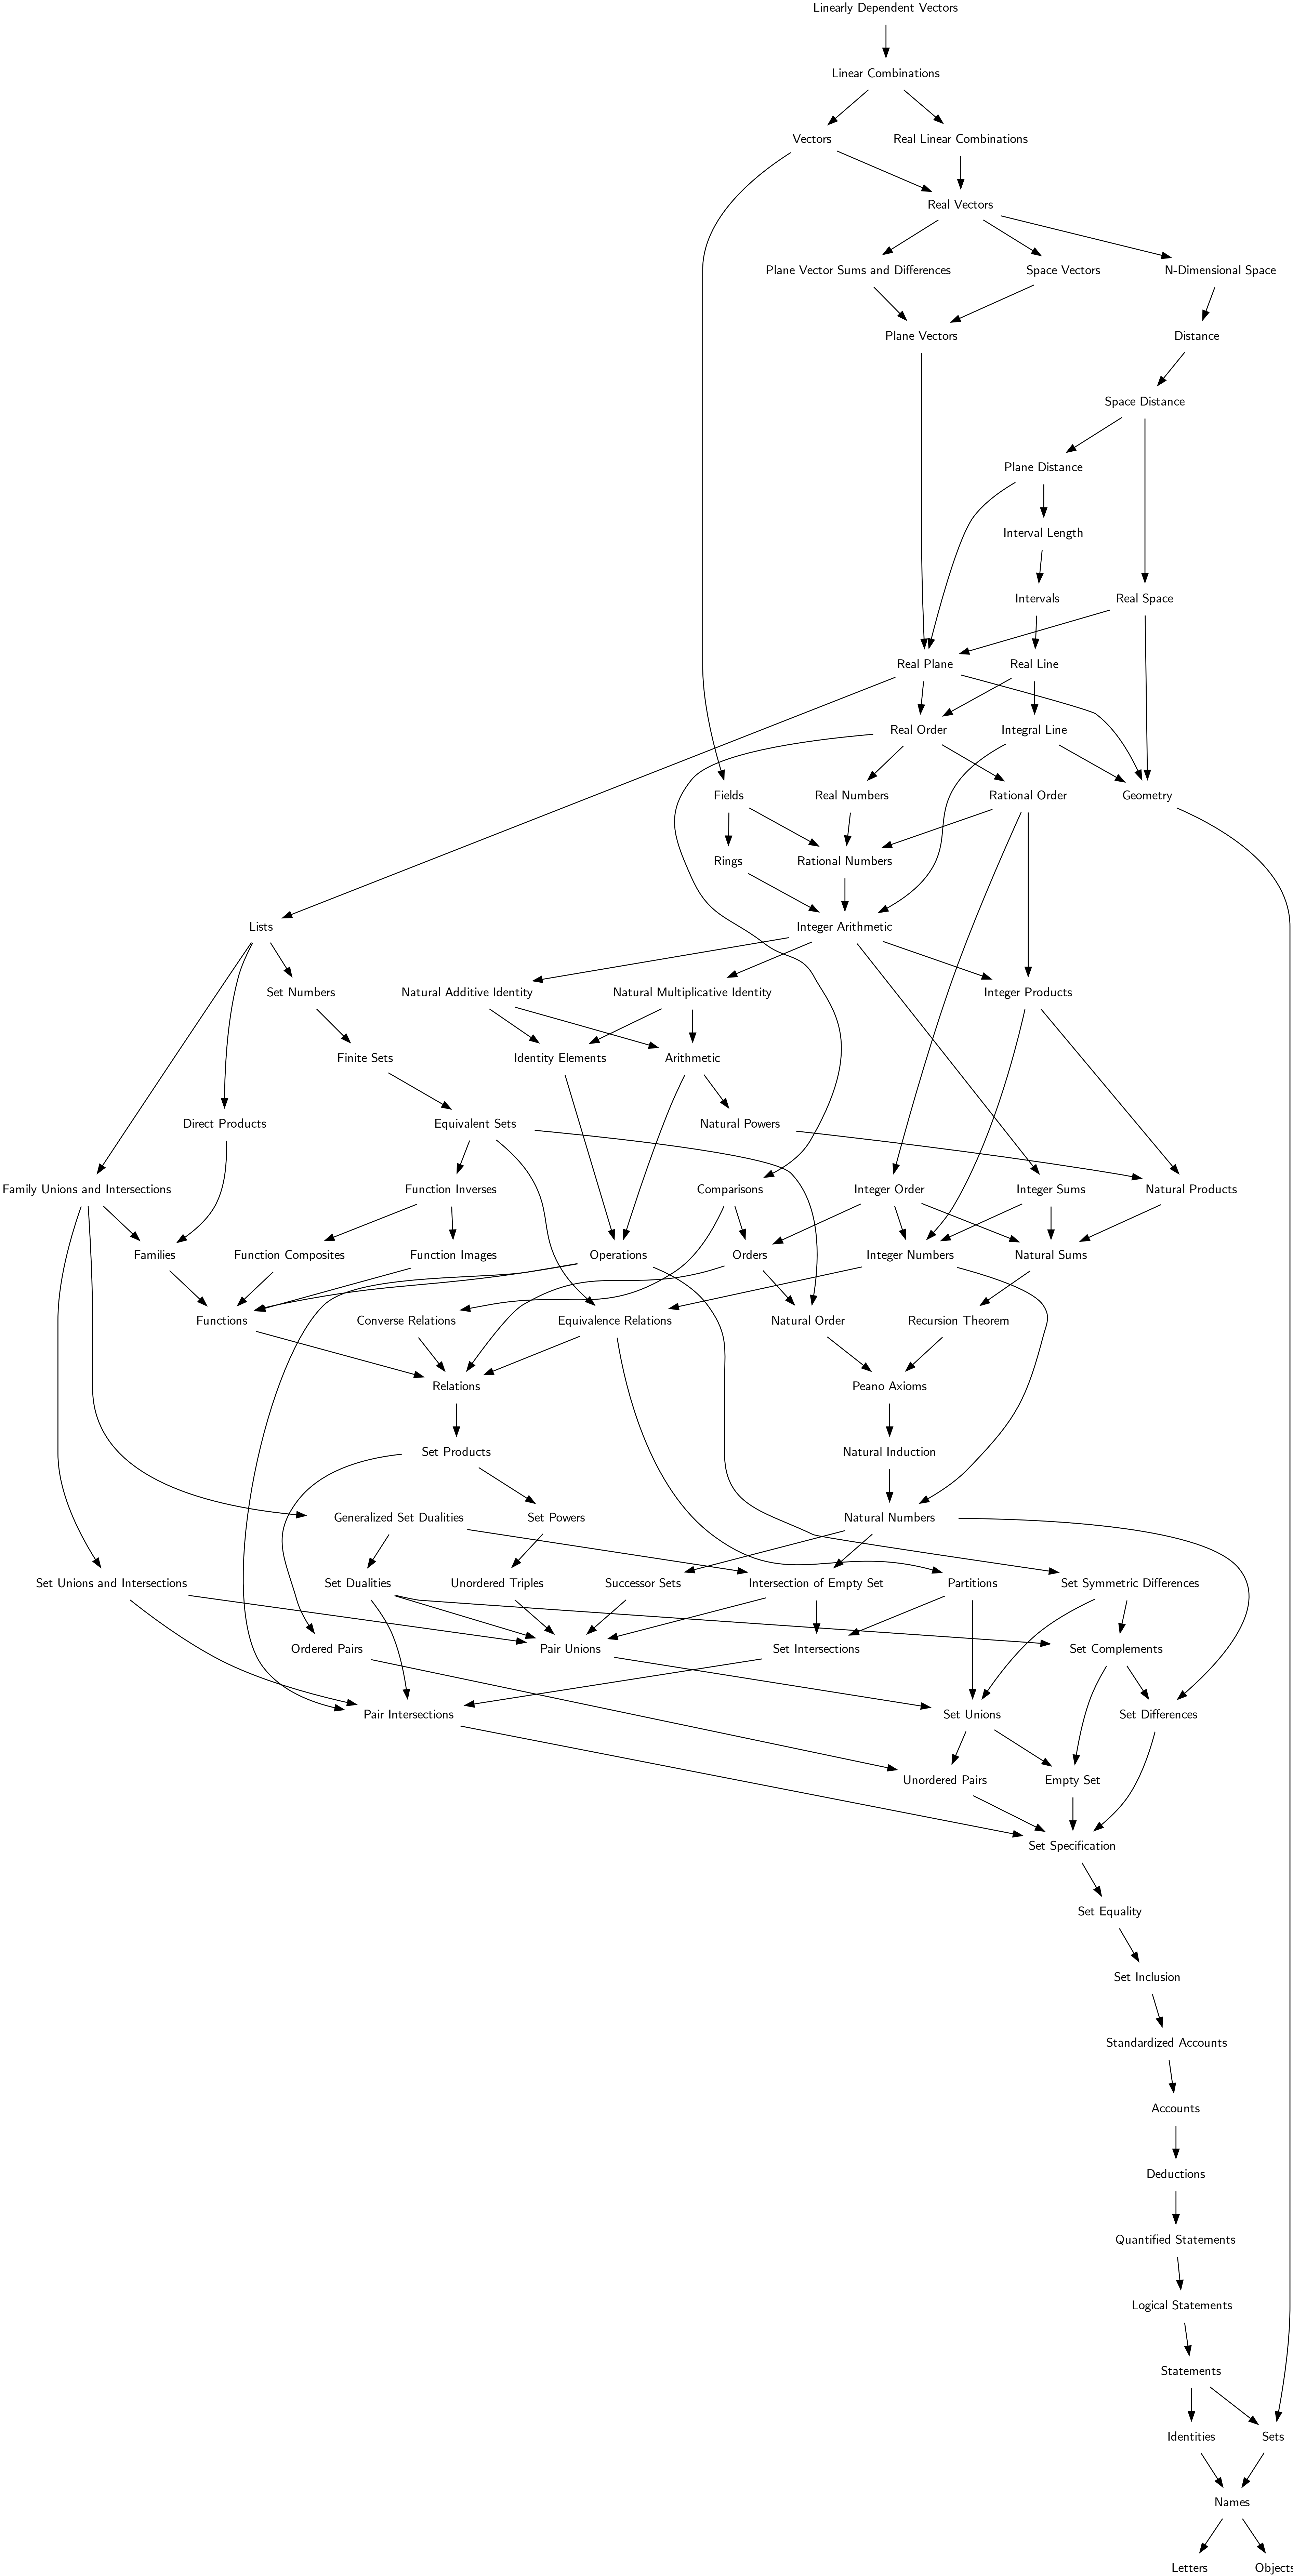 Linearly Dependent Vectors
Linear Combinations
Vectors
Real Linear Combinations
Real Vectors
Plane Vector Sums and Differences
Space Vectors
N-Dimensional Space
Plane Vectors
Distance
Space Distance
Plane Distance
Interval Length
Intervals
Real Space
Real Plane
Real Line
Real Order
Integral Line
Fields
Real Numbers
Rational Order
Geometry
Rings
Rational Numbers
Lists
Integer Arithmetic
Set Numbers
Natural Additive Identity
Natural Multiplicative Identity
Integer Products
Finite Sets
Identity Elements
Arithmetic
Direct Products
Equivalent Sets
Natural Powers
Family Unions and Intersections
Function Inverses
Comparisons
Integer Order
Integer Sums
Natural Products
Families
Function Composites
Function Images
Operations
Orders
Integer Numbers
Natural Sums
Functions
Converse Relations
Equivalence Relations
Natural Order
Recursion Theorem
Relations
Peano Axioms
Set Products
Natural Induction
Generalized Set Dualities
Set Powers
Natural Numbers
Set Unions and Intersections
Set Dualities
Unordered Triples
Successor Sets
Intersection of Empty Set
Partitions
Set Symmetric Differences
Ordered Pairs
Pair Unions
Set Intersections
Set Complements
Pair Intersections
Set Unions
Set Differences
Unordered Pairs
Empty Set
Set Specification
Set Equality
Set Inclusion
Standardized Accounts
Accounts
Deductions
Quantified Statements
Logical Statements
Statements
Identities
Sets
Names
Letters
Objects